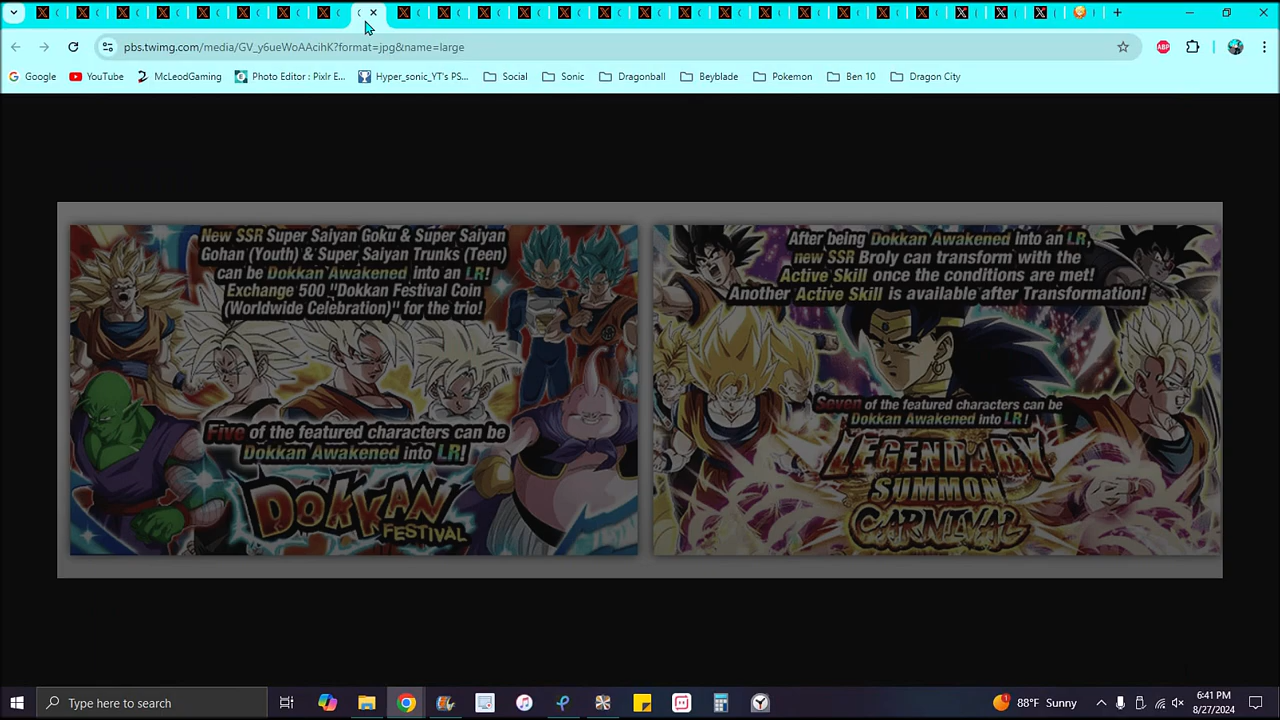 pbs.twimg.com/media/GV_y6ueWoAAcihK?format=jpg&name=large
ABP
Google
YouTube
McLeodGaming
Photo Editor : Pixlr E...
Hyper_sonic_YT's PS...
Social
Sonic
Dragonball
Beyblade
Pokemon
Ben 10
Dragon City
New SSR Super Saiyan Goku & Super Saiyan
Gohan (Youth) & Super Saiyan Trunks (Teen)
can be Dokkan Awakened into an LR!
Exchange 500 "Dokkan Festival Coin
(Worldwide Celebration)" for the trio!
Five of the featured characters can be
Dokkan Awakened into LR!
DOKKAN
FESTIVAL
After being Dokkan Awakened into an LR,
new SSR Broly can transform with the
Active Skill once the conditions are met!
Another Active Skill is available after Transformation!
Seven of the featured characters can be
Dokkan Awakened into LR!
LEGENDARY
SUMMON
CARNIVAL
Type here to search
88°F Sunny
6:41 PM
8/27/2024